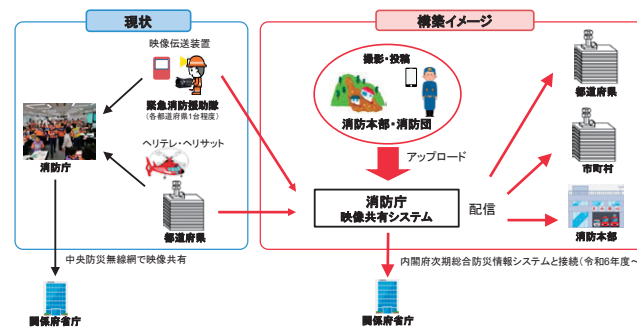 現状
映像伝送装置
緊急消防援助隊
(各都道府県1台程度)
ヘリテレ・ヘリサット
消防庁
都道府県
中央防災無線網で映像共有
関係府省庁
構築イメージ
撮影・投稿
消防本部・消防団
アップロード
消防庁
映像共有システム
配信
都道府県
市町村
消防本部
内閣府次期総合防災情報システムと接続(令和6年度~)
関係府省庁